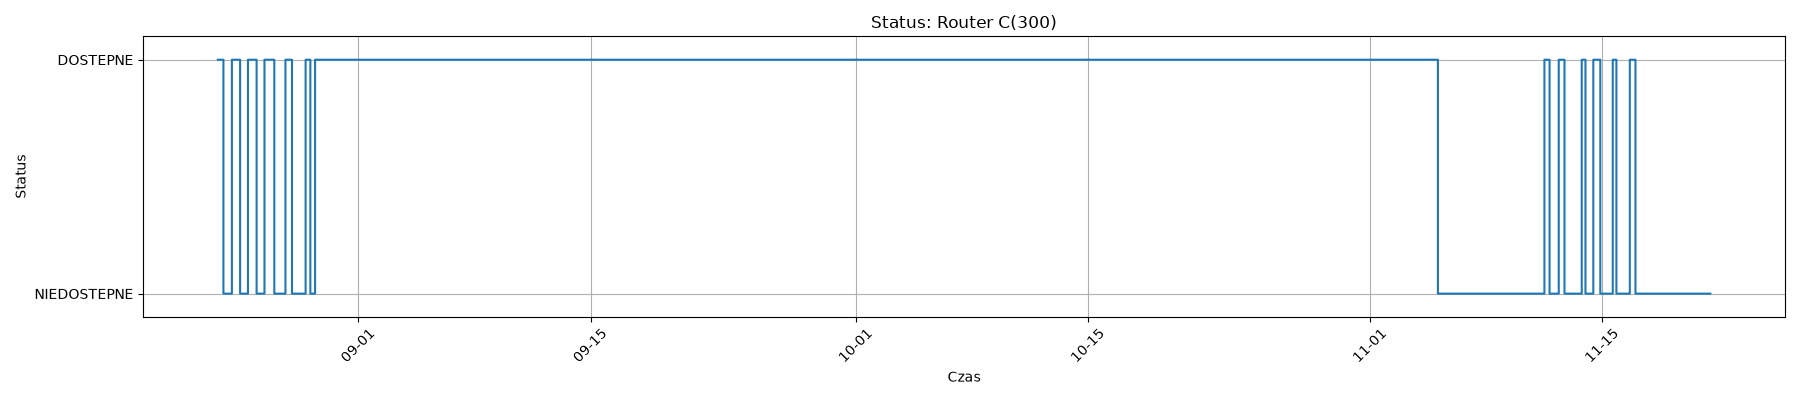 Status: Router C(300)
DOSTEPNE
Status
NIEDOSTEPNE
09-01
09-15
10-01
10-15
11-01
11-15
Czas